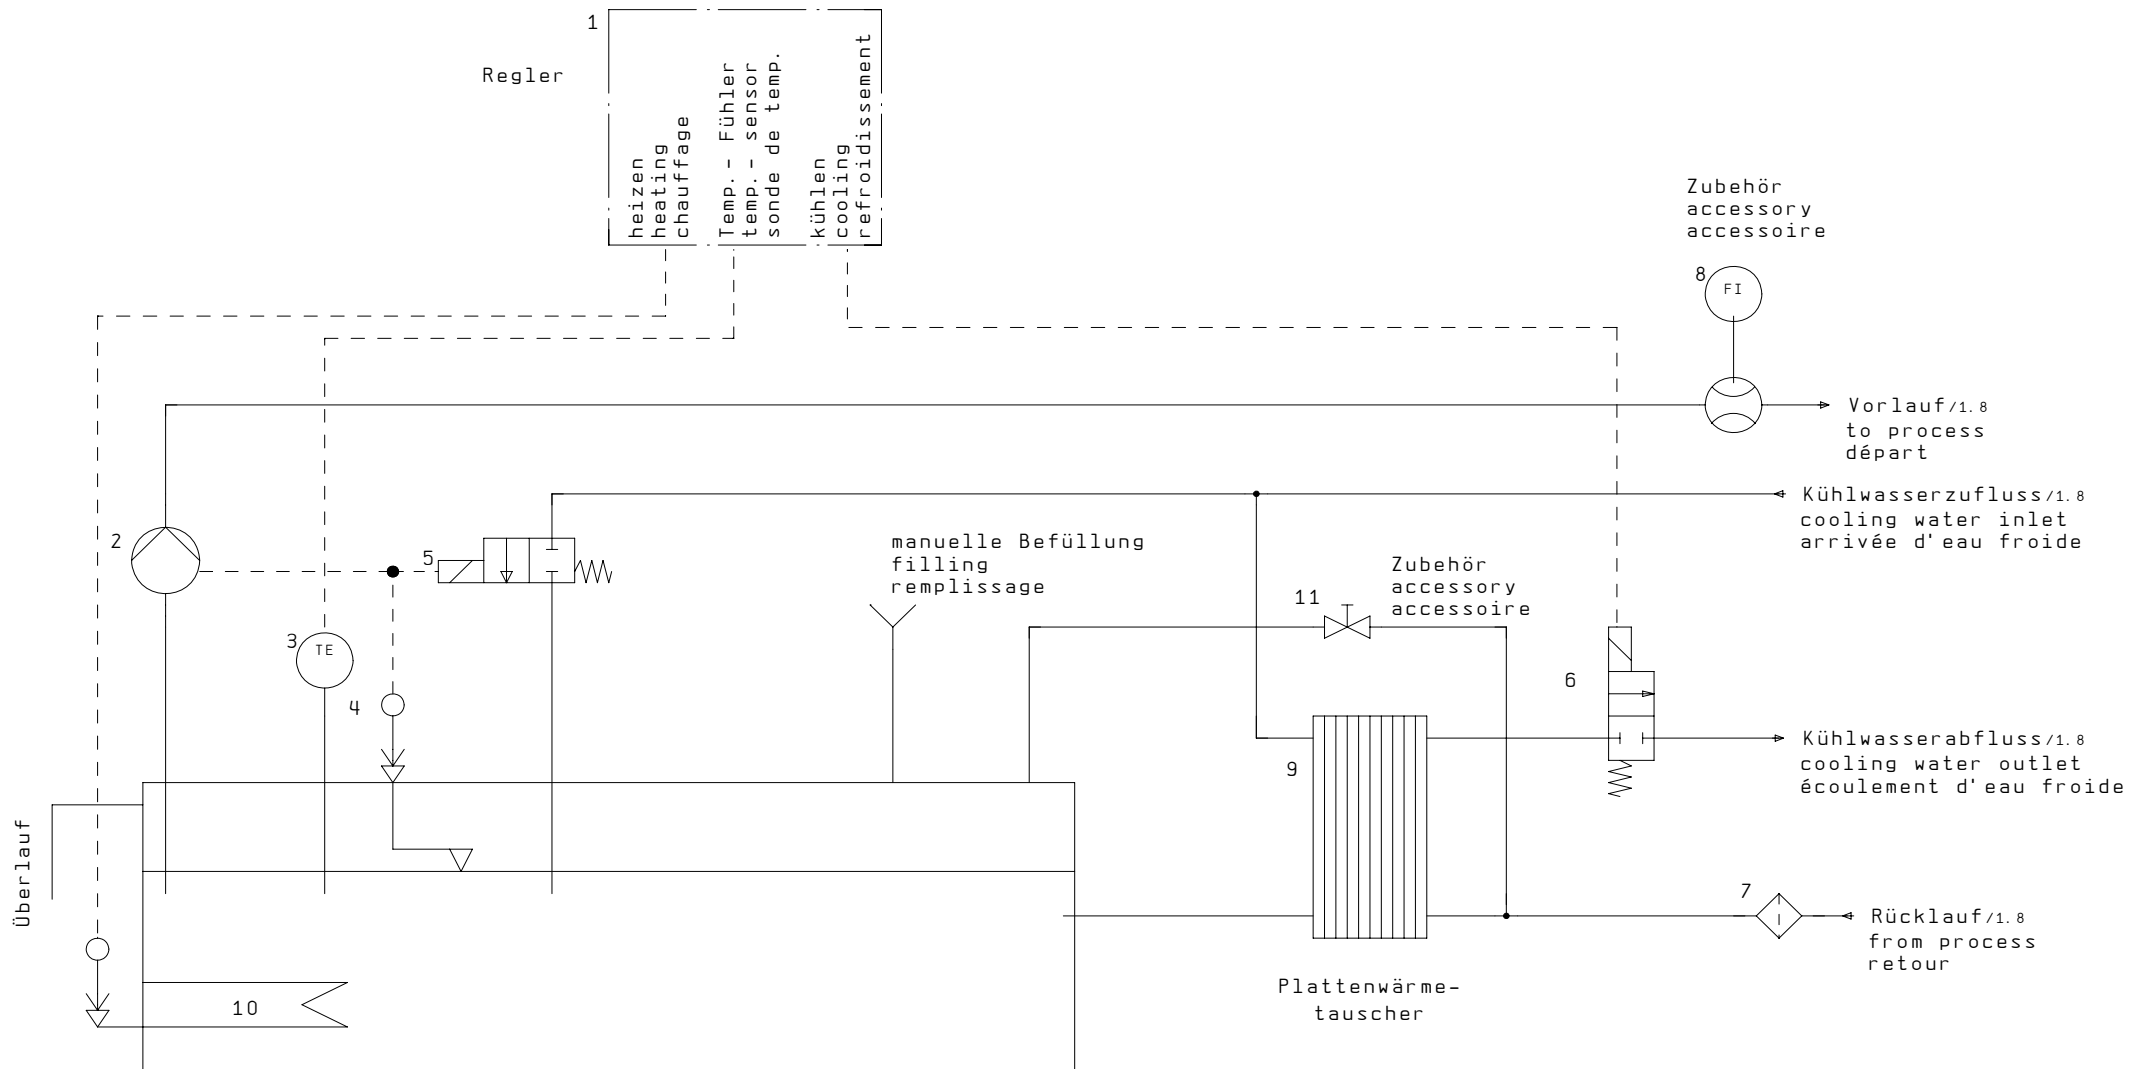 1
Regler
heizen
heating
chauffage
Temp.- Fühler
temp.- sensor
sonde de temp.
kühlen
cooling
refroidissement
Zubehör
accessory
accessoire
8
FI
Vorlauf/1.8
to process
départ
Kühlwasserzufluss/1.8
cooling water inlet
arrivée d'eau froide
2
5
manuelle Befüllung
filling
remplissage
Zubehör
accessory
accessoire
11
3
TE
4
6
9
Kühlwasserabfluss/1.8
cooling water outlet
écoulement d'eau froide
Überlauf
7
Rücklauf/1.8
from process
retour
10
Plattenwärme-
tauscher